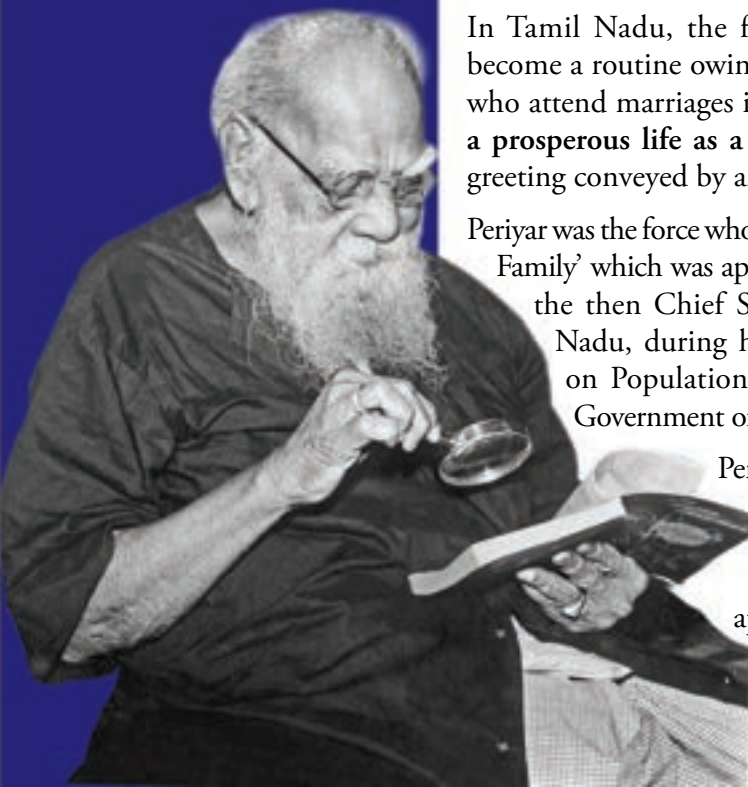 In Tamil Nadu, the f
become a routine owin
who attend marriages i
a prosperous life as a
greeting conveyed by a
Periyar was the force who
Family’ which was ap
the then Chief S
Nadu, during h
on Population
Government o
Per
a